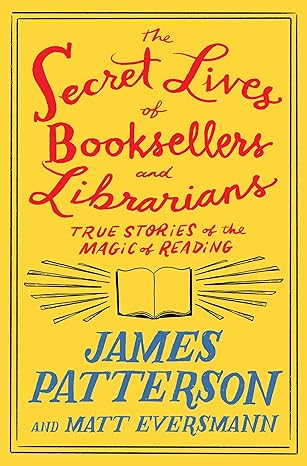 The
Secret Lives
of
Booksellers
and
Librarians
TRUE STORIES of the
MAGIC of READING
JAMES
PATTERSON
AND MATT EVERSMANN